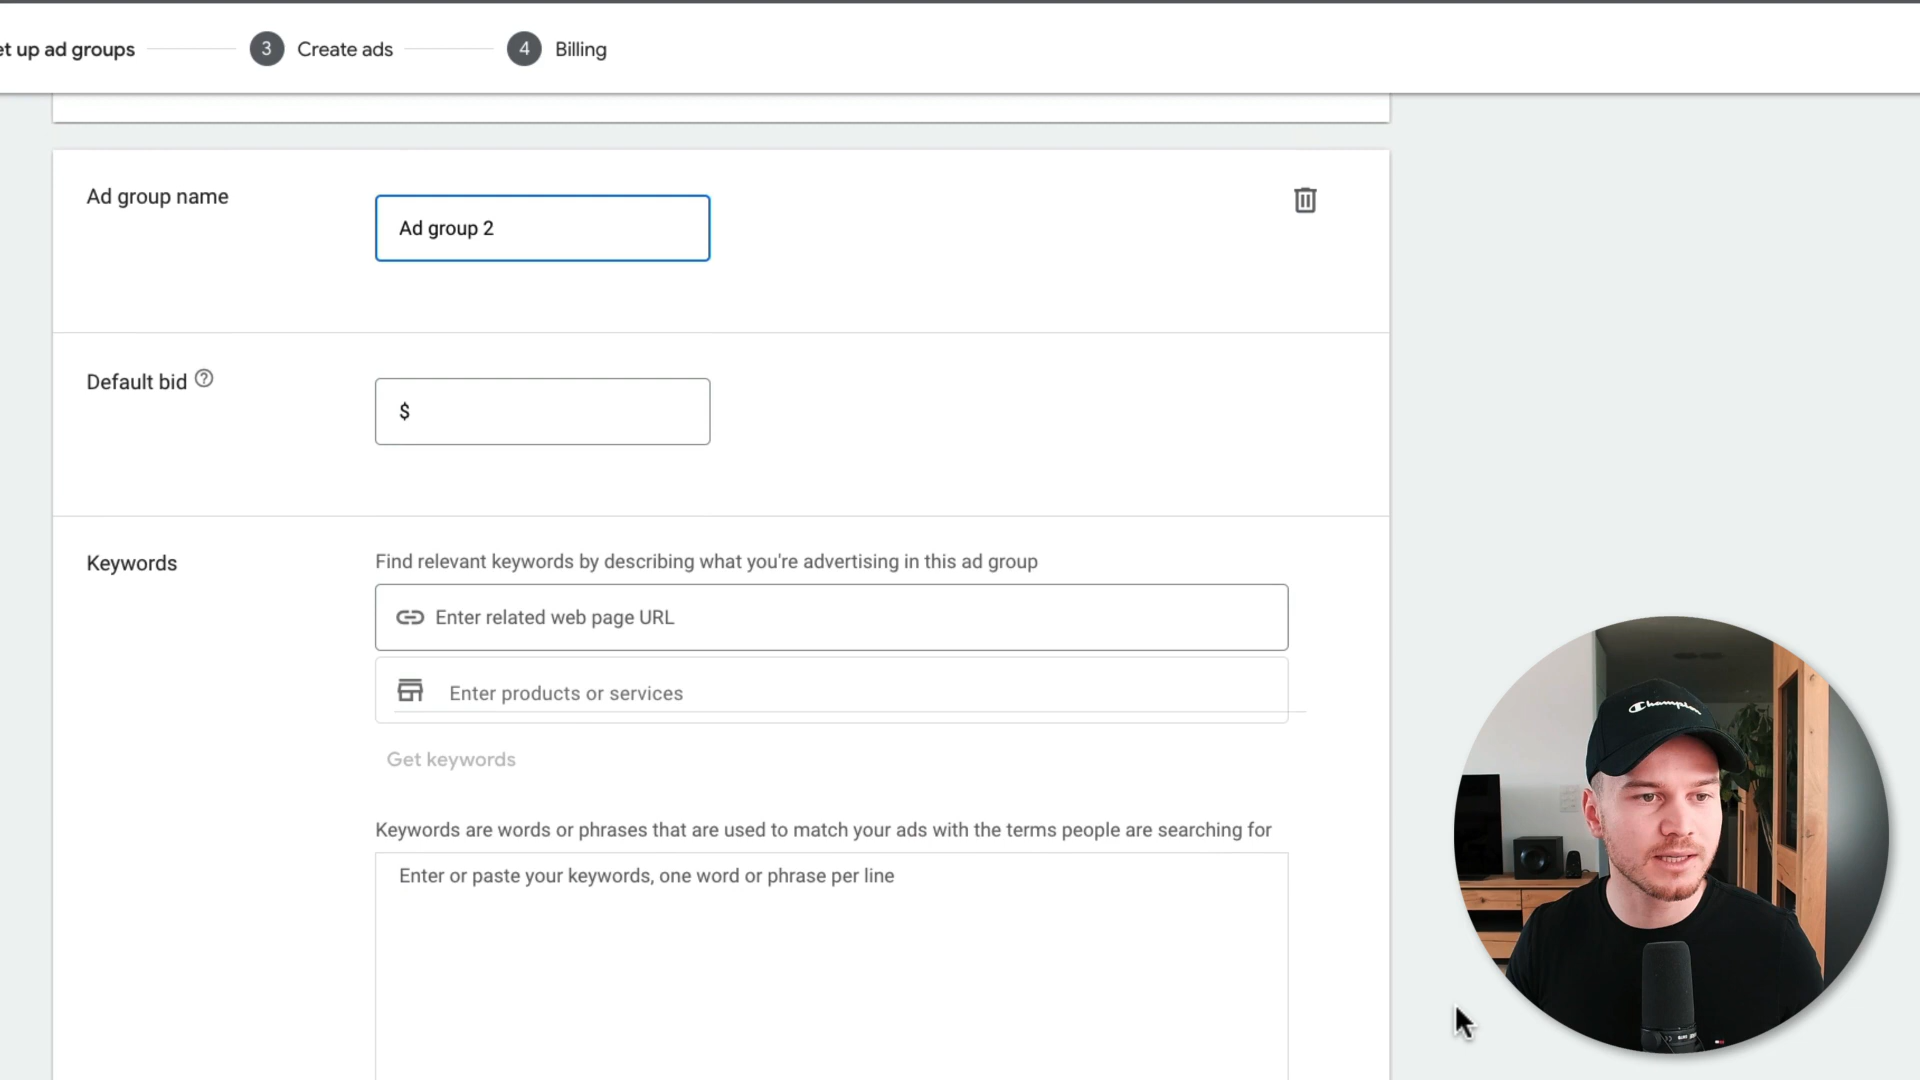 et up ad groups
3 Create ads
4 Billing
Ad group name
Ad group 2
Default bid ?
$
Keywords
Find relevant keywords by describing what you're advertising in this ad group
Enter related web page URL
Enter products or services
Get keywords
Keywords are words or phrases that are used to match your ads with the terms people are searching for
Enter or paste your keywords, one word or phrase per line
Champion